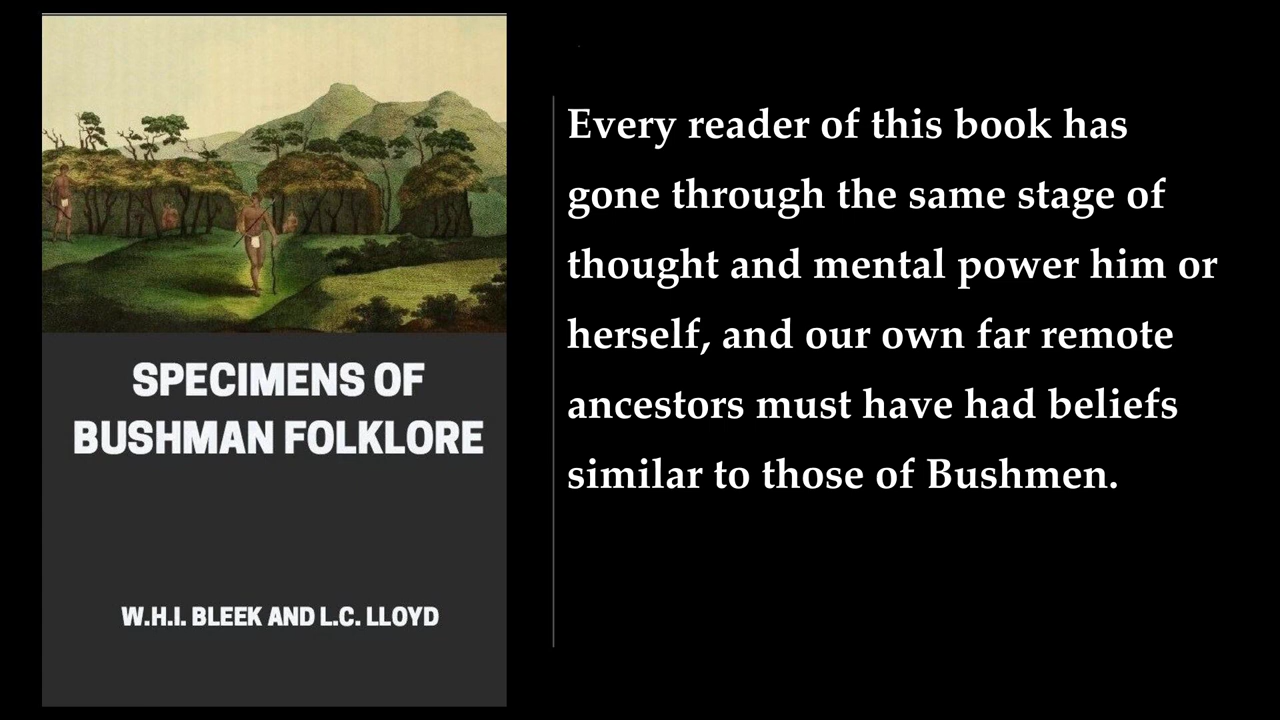 SPECIMENS OF
BUSHMAN FOLKLORE
W.H.I. BLEEK AND L.C. LLOYD
Every reader of this book has
gone through the same stage of
thought and mental power him or
herself, and our own far remote
ancestors must have had beliefs
similar to those of Bushmen.